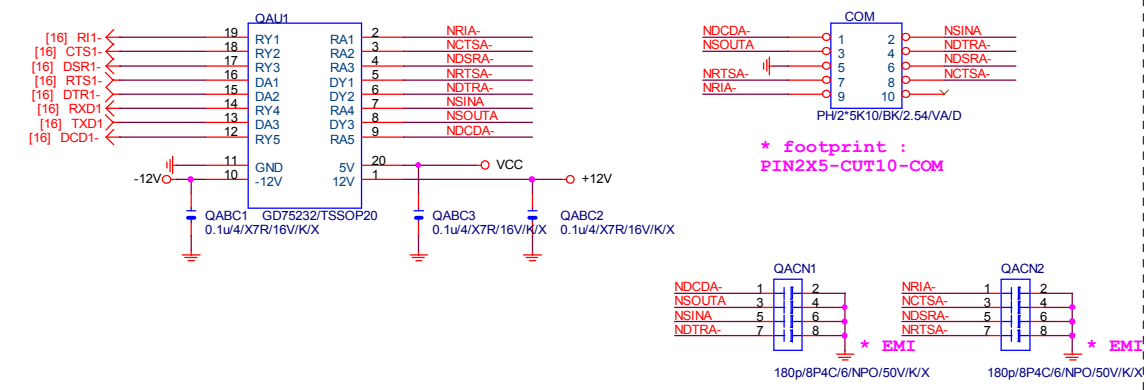 QAU1
[16] RI1- 19 RY1 RA1 2 NRIA-
[16] CTS1- 18 RY2 RA2 3 NCTSA-
[16] DSR1- 17 RY3 RA3 4 NDSRA-
[16] RTS1- 16 DA1 DY1 5 NRTSA-
[16] DTR1- 15 DA2 DY2 6 NDTRA-
[16] RXD1 14 RY4 RA4 7 NSINA
[16] TXD1 13 DA3 DY3 8 NSOUTA
[16] DCD1- 12 RY5 RA5 9 NDCDA-
11 GND 5V 20 VCC
-12V 10 -12V 12V 1 +12V
GD75232/TSSOP20
QABC1
0.1u/4/X7R/16V/K/X
QABC3
0.1u/4/X7R/16V/K/X
QABC2
0.1u/4/X7R/16V/K/X
COM
NDCDA- 1 2 NSINA
NSOUTA 3 4 NDTRA-
5 6 NDSRA-
NRTSA- 7 8 NCTSA-
NRIA- 9 10
PH/2*5K10/BK/2.54/VA/D
* footprint :
PIN2X5-CUT10-COM
QACN1
NDCDA- 1 2
NSOUTA 3 4
NSINA 5 6
NDTRA- 7 8
* EMI
180p/8P4C/6/NPO/50V/K/X
QACN2
NRIA- 1 2
NCTSA- 3 4
NDSRA- 5 6
NRTSA- 7 8
* EMI
180p/8P4C/6/NPO/50V/K/X